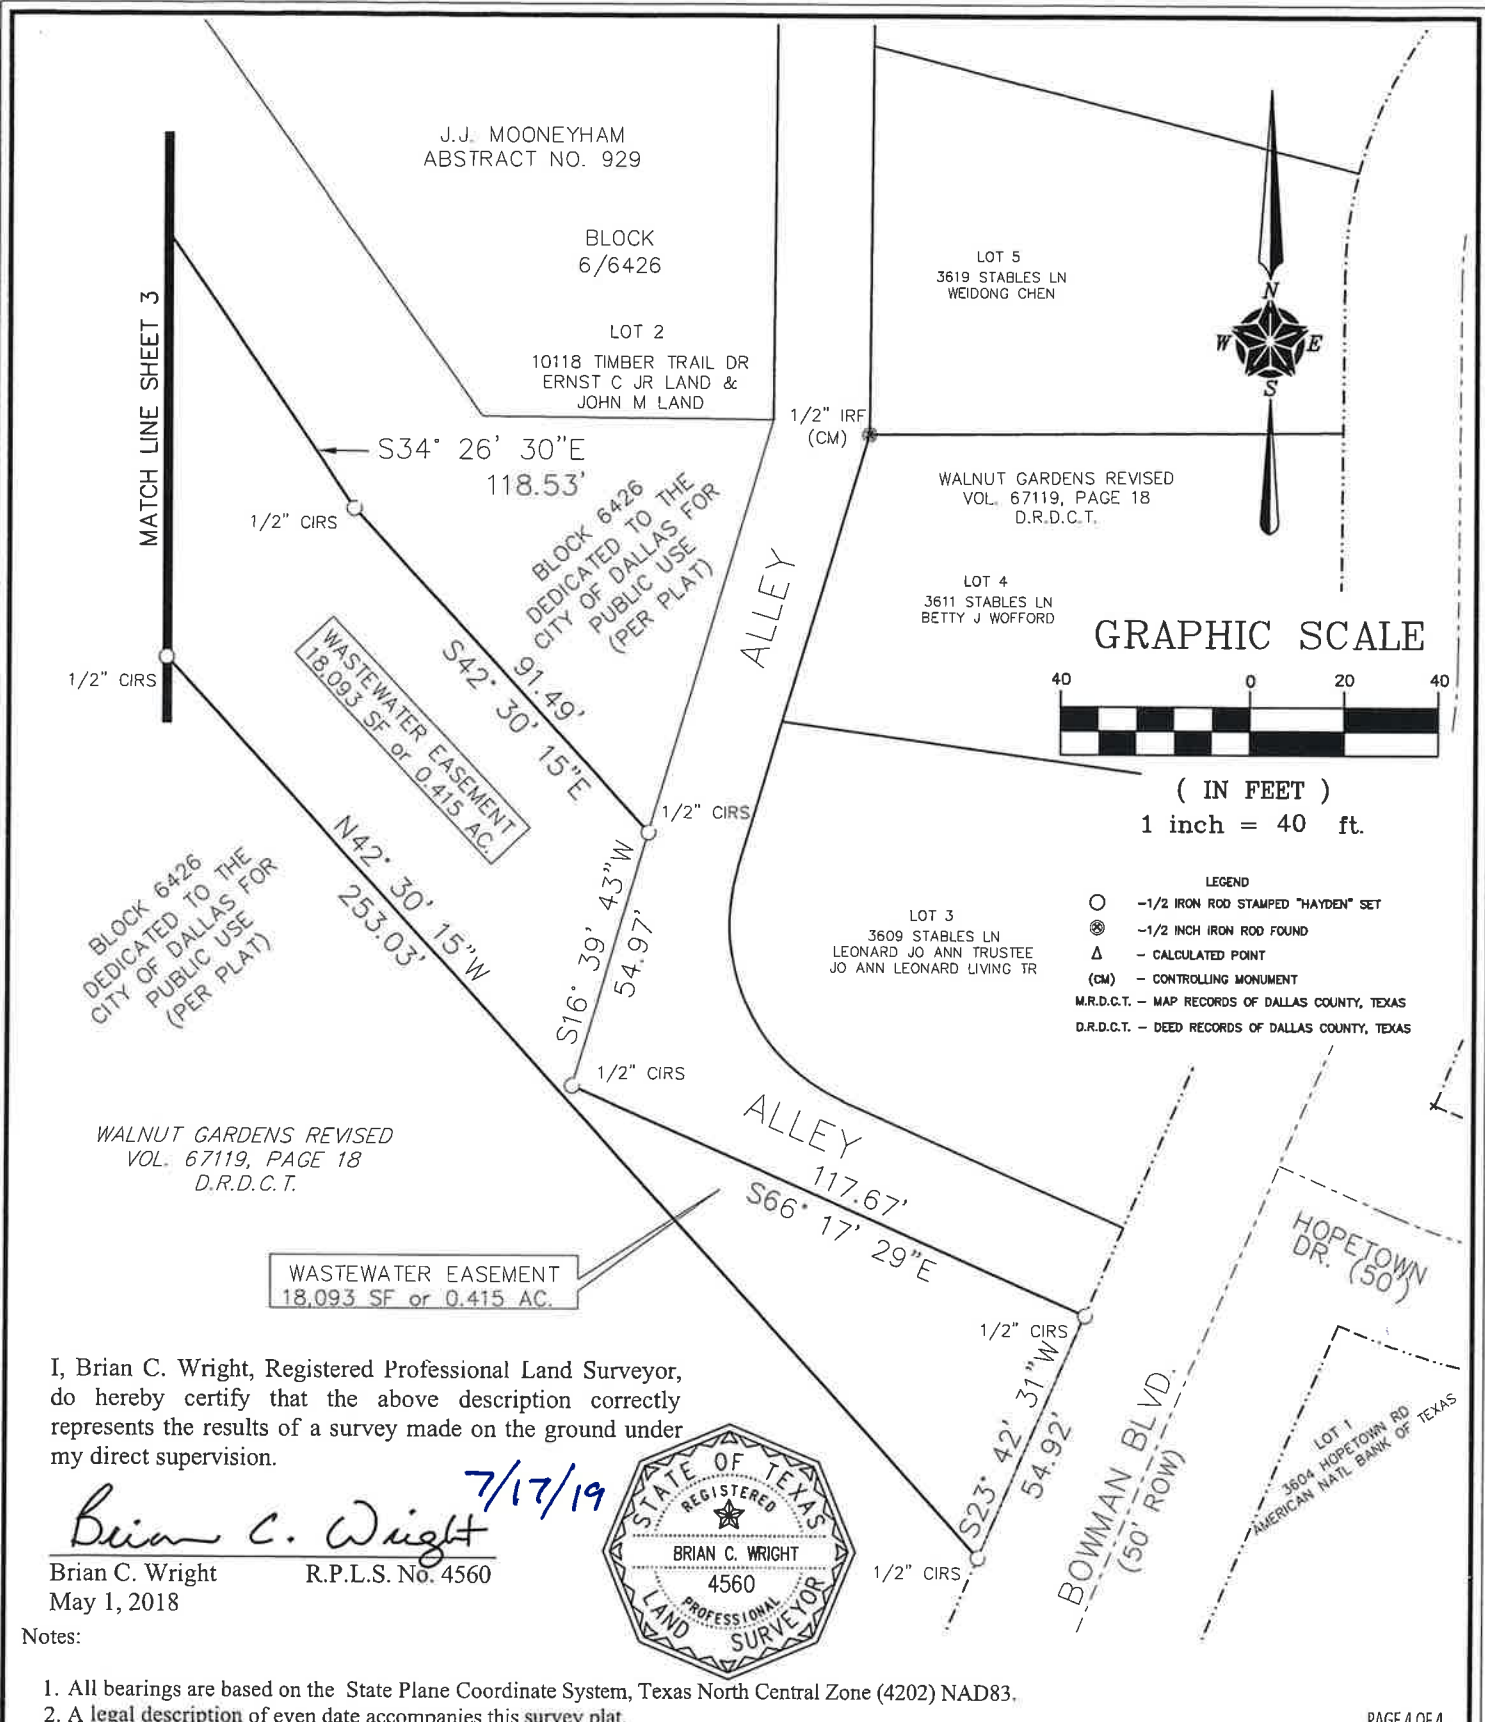 J.J. MOONEYHAM
ABSTRACT NO. 929
BLOCK
6/6426
LOT 2
10118 TIMBER TRAIL DR
ERNST C JR LAND &
JOHN M LAND
MATCH LINE SHEET 3
S34° 26' 30"E
118.53'
1/2" CIRS
1/2" IRF
(CM)
LOT 5
3619 STABLES LN
WEIDONG CHEN
N
W E
S
WALNUT GARDENS REVISED
VOL. 67119, PAGE 18
D.R.D.C.T.
LOT 4
3611 STABLES LN
BETTY J WOFFORD
BLOCK 6426
DEDICATED TO THE
CITY OF DALLAS FOR
PUBLIC USE
(PER PLAT)
ALLEY
GRAPHIC SCALE
40 0 20 40
( IN FEET )
1 inch = 40 ft.
1/2" CIRS
WASTEWATER EASEMENT
18,093 SF or 0.415 AC.
91.49'
S42° 30' 15"E
1/2" CIRS
N42° 30' 15"W
253.03'
S16° 39' 43"W
54.97'
BLOCK 6426
DEDICATED TO THE
CITY OF DALLAS FOR
PUBLIC USE
(PER PLAT)
LOT 3
3609 STABLES LN
LEONARD JO ANN TRUSTEE
JO ANN LEONARD LIVING TR
LEGEND
-1/2 IRON ROD STAMPED "HAYDEN" SET
-1/2 INCH IRON ROD FOUND
Δ - CALCULATED POINT
(CM) - CONTROLLING MONUMENT
M.R.D.C.T. - MAP RECORDS OF DALLAS COUNTY, TEXAS
D.R.D.C.T. - DEED RECORDS OF DALLAS COUNTY, TEXAS
1/2" CIRS
ALLEY
117.67'
S66° 17' 29"E
WALNUT GARDENS REVISED
VOL. 67119, PAGE 18
D.R.D.C.T.
WASTEWATER EASEMENT
18,093 SF or 0.415 AC.
HOPETOWN
DR. (50')
1/2" CIRS
S23° 42' 31"W
54.92'
BOWMAN BLVD.
(50' ROW)
LOT 1
3604 HOPETOWN RD
AMERICAN NATL BANK OF TEXAS
1/2" CIRS
I, Brian C. Wright, Registered Professional Land Surveyor,
do hereby certify that the above description correctly
represents the results of a survey made on the ground under
my direct supervision.
7/17/19
Brian C. Wright
Brian C. Wright R.P.L.S. No. 4560
May 1, 2018
STATE OF TEXAS
REGISTERED
BRIAN C. WRIGHT
4560
PROFESSIONAL
LAND SURVEYOR
Notes:
1. All bearings are based on the State Plane Coordinate System, Texas North Central Zone (4202) NAD83.
2. A legal description of even date accompanies this survey plat.
PAGE 4 OF 4